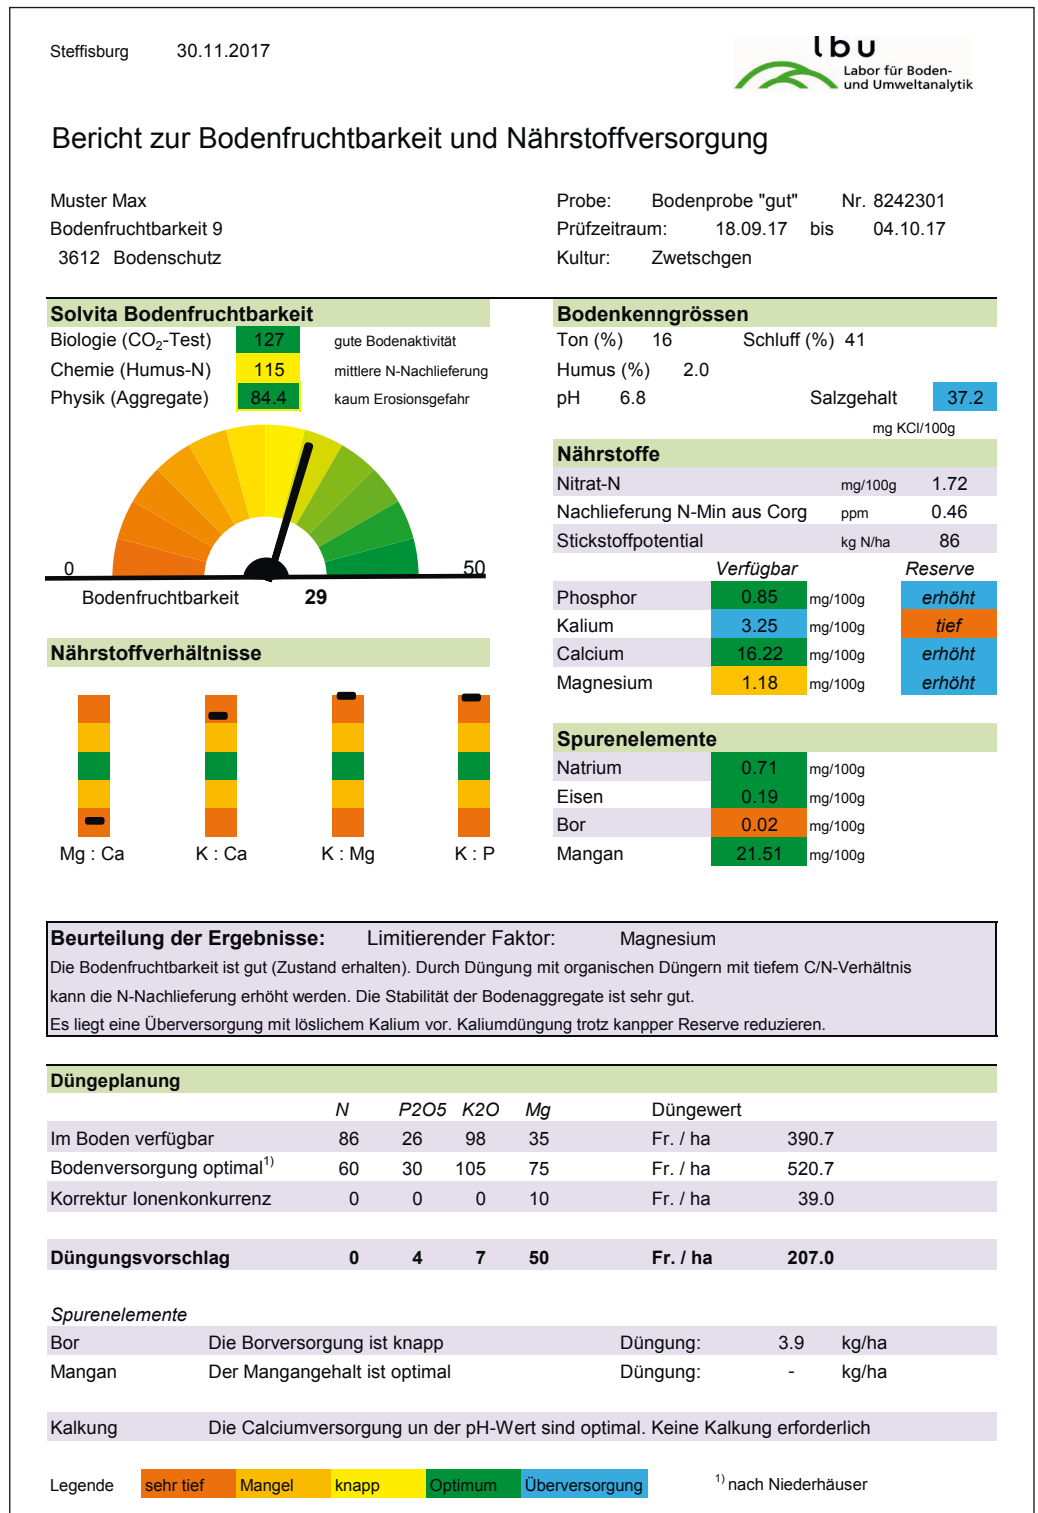 Steffisburg 30.11.2017
lbu
Labor für Boden-
und Umweltanalytik
Bericht zur Bodenfruchtbarkeit und Nährstoffversorgung
Muster Max
Bodenfruchtbarkeit 9
3612 Bodenschutz
Probe: Bodenprobe "gut" Nr. 8242301
Prüfzeitraum: 18.09.17 bis 04.10.17
Kultur: Zwetschgen
Solvita Bodenfruchtbarkeit
Biologie (CO2-Test) 127 gute Bodenaktivität
Chemie (Humus-N) 115 mittlere N-Nachlieferung
Physik (Aggregate) 84.4 kaum Erosionsgefahr
0 50
Bodenfruchtbarkeit 29
Nährstoffverhältnisse
Mg : Ca K : Ca K : Mg K : P
Bodenkenngrössen
Ton (%) 16 Schluff (%) 41
Humus (%) 2.0
pH 6.8 Salzgehalt 37.2
mg KCl/100g
Nährstoffe
Nitrat-N mg/100g 1.72
Nachlieferung N-Min aus Corg ppm 0.46
Stickstoffpotential kg N/ha 86
Verfügbar Reserve
Phosphor 0.85 mg/100g erhöht
Kalium 3.25 mg/100g tief
Calcium 16.22 mg/100g erhöht
Magnesium 1.18 mg/100g erhöht
Spurenelemente
Natrium 0.71 mg/100g
Eisen 0.19 mg/100g
Bor 0.02 mg/100g
Mangan 21.51 mg/100g
Beurteilung der Ergebnisse: Limitierender Faktor: Magnesium
Die Bodenfruchtbarkeit ist gut (Zustand erhalten). Durch Düngung mit organischen Düngern mit tiefem C/N-Verhältnis
kann die N-Nachlieferung erhöht werden. Die Stabilität der Bodenaggregate ist sehr gut.
Es liegt eine Überversorgung mit löslichem Kalium vor. Kaliumdüngung trotz kanpper Reserve reduzieren.
Düngeplanung
N P2O5 K2O Mg Düngewert
Im Boden verfügbar 86 26 98 35 Fr. / ha 390.7
Bodenversorgung optimal1) 60 30 105 75 Fr. / ha 520.7
Korrektur Ionenkonkurrenz 0 0 0 10 Fr. / ha 39.0
Düngungsvorschlag 0 4 7 50 Fr. / ha 207.0
Spurenelemente
Bor Die Borversorgung ist knapp Düngung: 3.9 kg/ha
Mangan Der Mangangehalt ist optimal Düngung: - kg/ha
Kalkung Die Calciumversorgung un der pH-Wert sind optimal. Keine Kalkung erforderlich
Legende sehr tief Mangel knapp Optimum Überversorgung 1) nach Niederhäuser